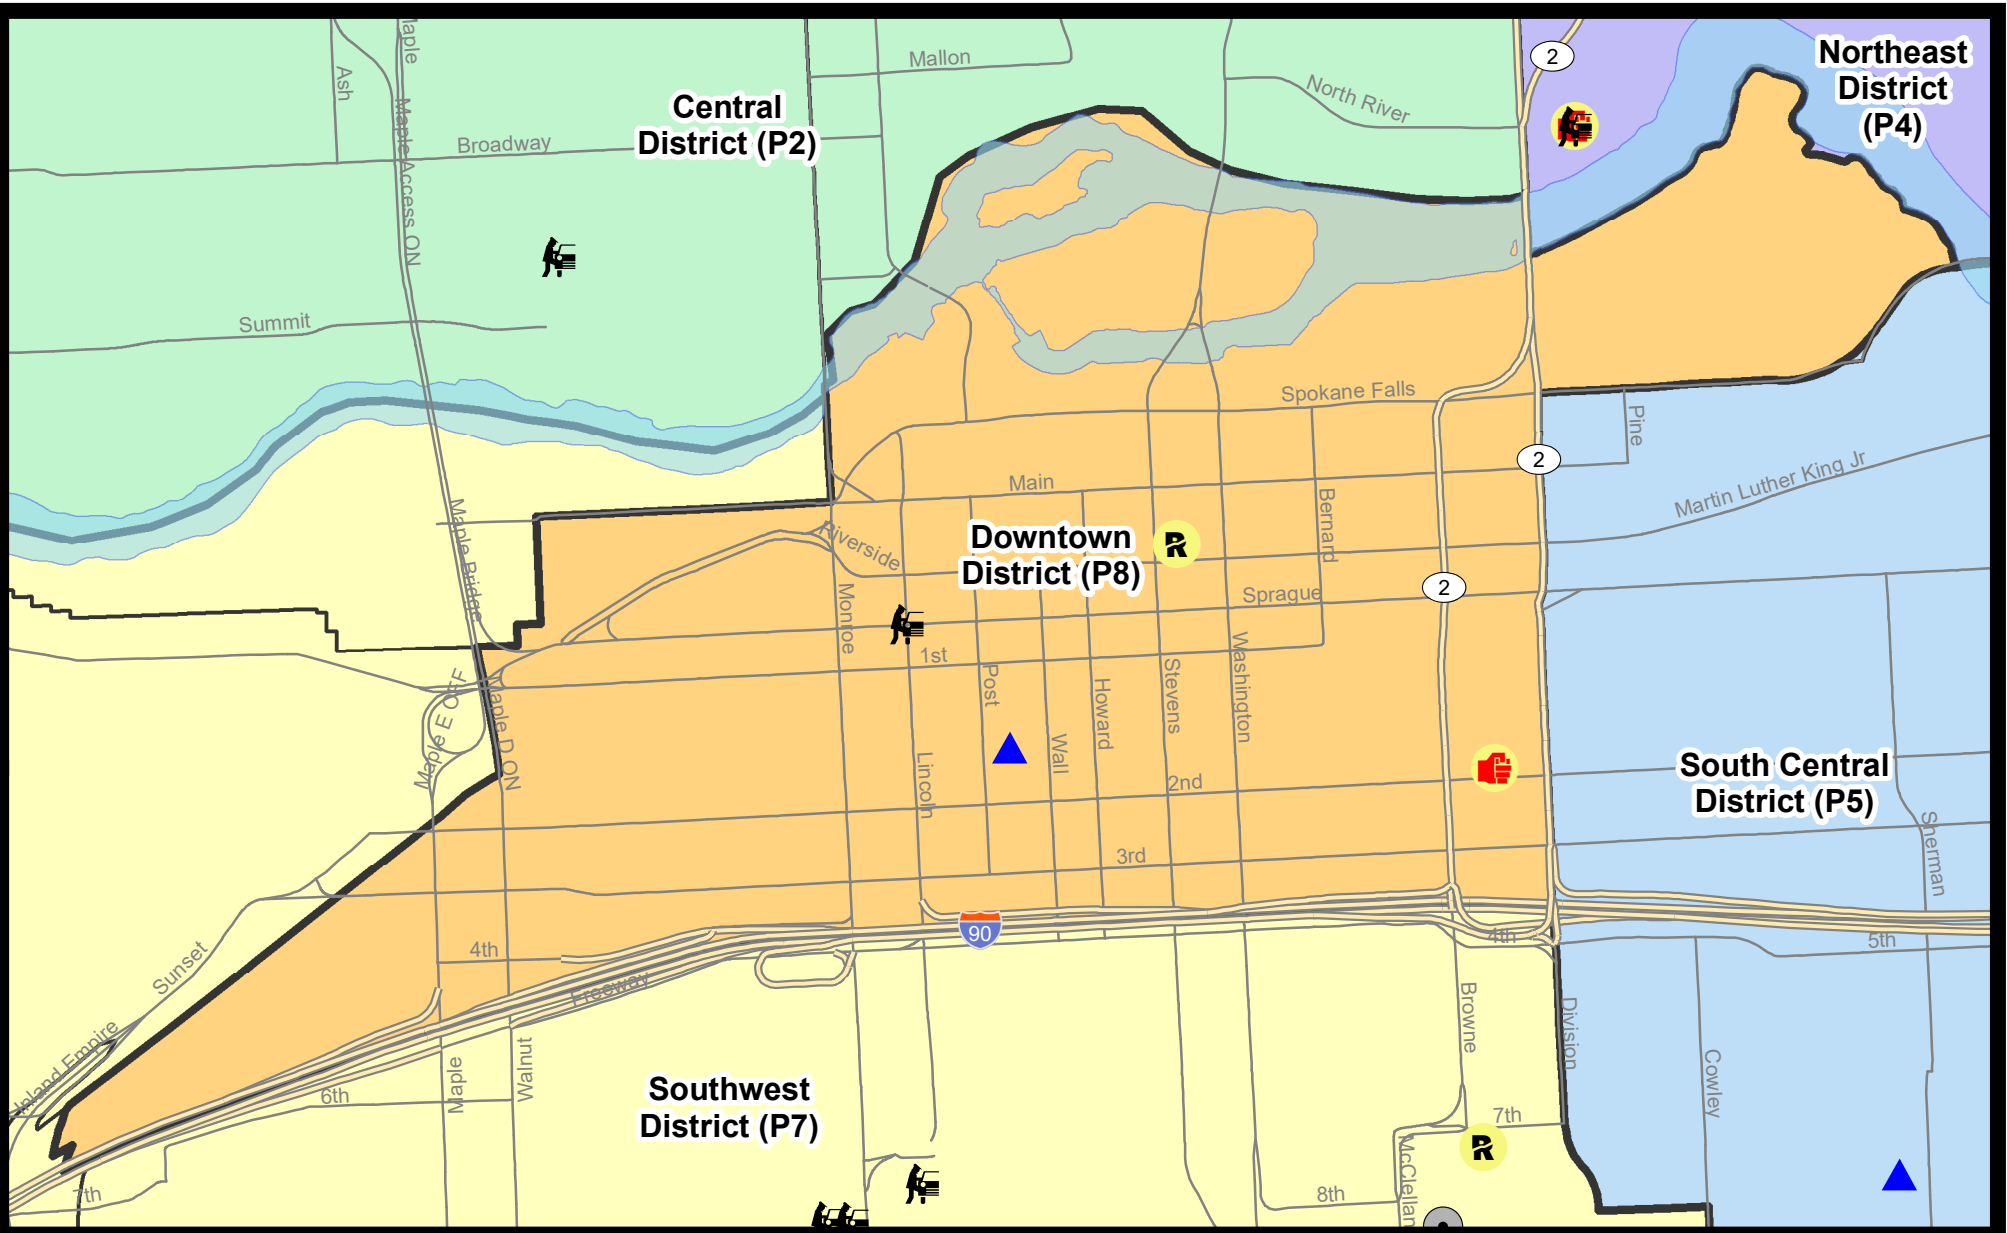 Maple
Ash
Mallon
2
Northeast
District
(P4)
North River
Central
District (P2)
Broadway
Maple Access ON
Summit
Spokane Falls
Pine
2
Martin Luther King Jr
Main
Bernard
Maple Bridge
Riverside
Downtown
District (P8)
R
Sprague
2
Monroe
1st
Post
Stevens
Washington
Howard
Wall
Maple E OFF
Maple D ON
Lincoln
2nd
South Central
District (P5)
Sherman
3rd
90
4th
4th
5th
Sunset
Freeway
Inland Empire
Browne
Division
Cowley
Maple
Walnut
6th
Southwest
District (P7)
7th
R
McClellan
7th
8th